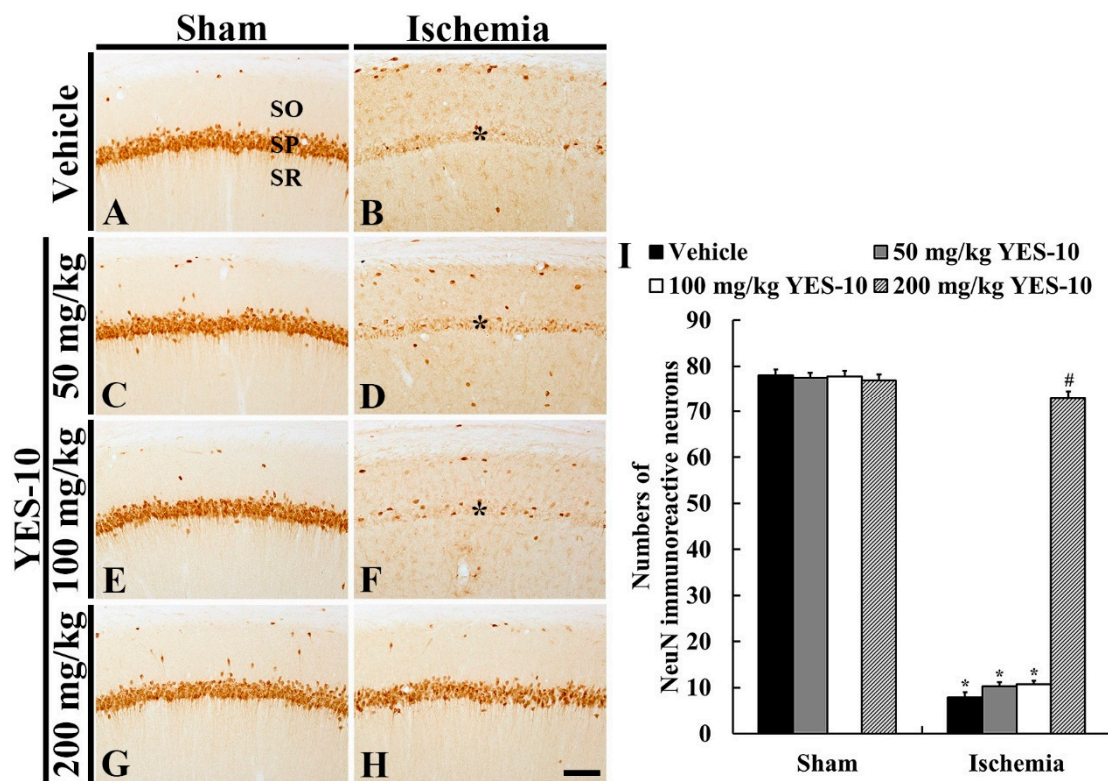 Sham
Ischemia
Vehicle
SO
SP
SR
A
*
B
YES-10
50 mg/kg
C
*
D
100 mg/kg
E
*
F
200 mg/kg
G
H
I
Vehicle
50 mg/kg YES-10
100 mg/kg YES-10
200 mg/kg YES-10
Numbers of
NeuN immunoreactive neurons
90
80
70
60
50
40
30
20
10
0
*
*
*
#
Sham
Ischemia